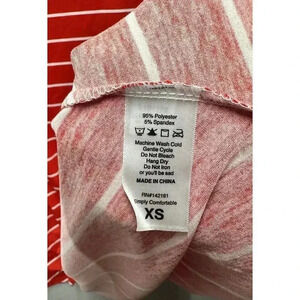 95% Polyester
5% Spandex
Machine Wash Cold
Gentle Cycle
Do Not Bleach
Hang Dry
Do Not Iron
or you'll be sad
MADE IN CHINA
RN#142161
Simply Comfortable
XS